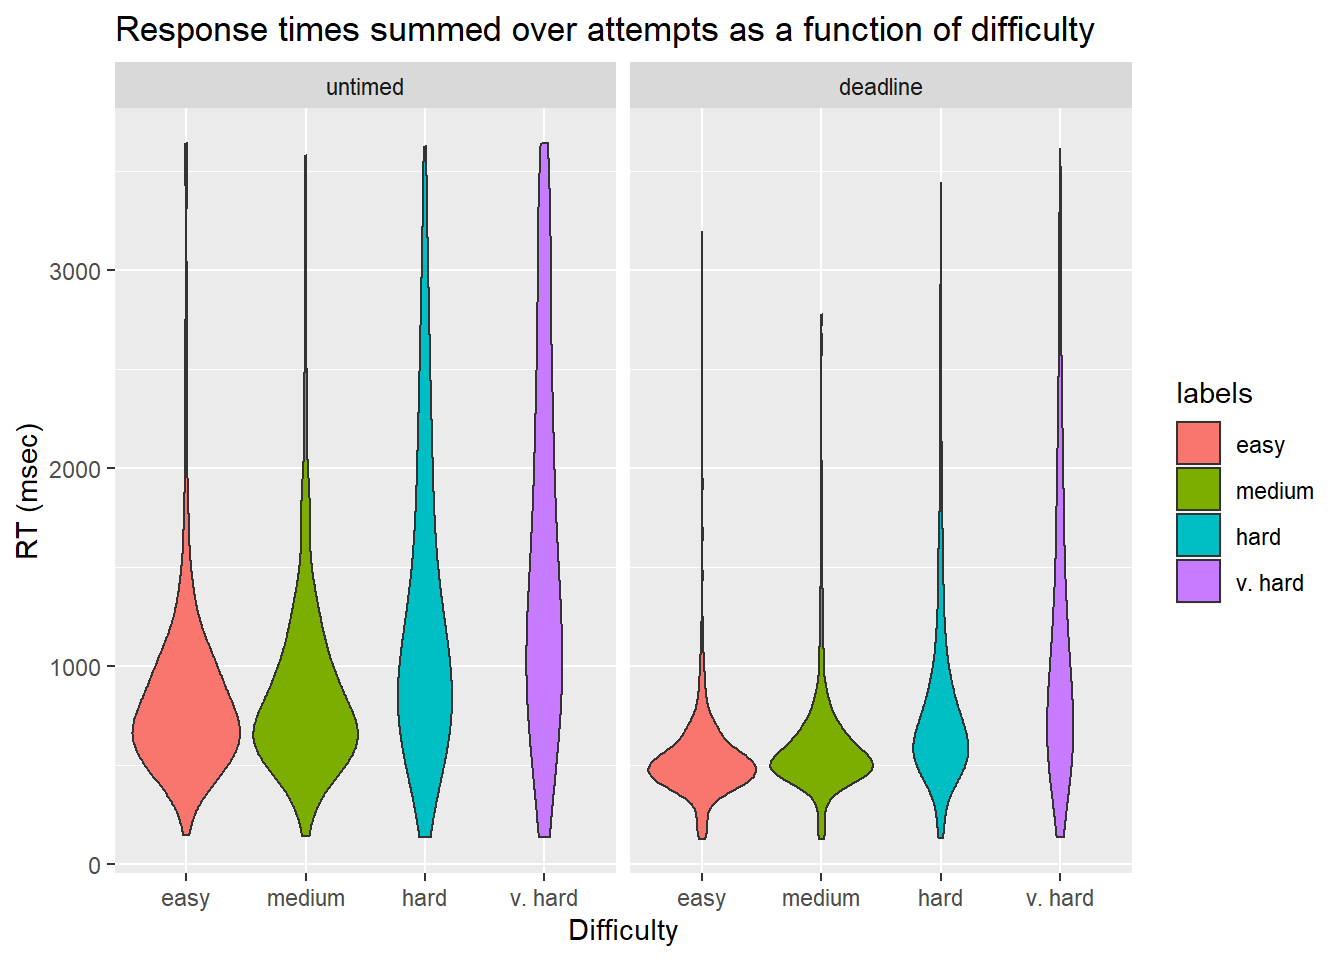 Response times summed over attempts as a function of difficulty
untimed
deadline
RT (msec)
3000
2000
1000
0
easy
medium
hard
v. hard
easy
medium
hard
v. hard
Difficulty
labels
easy
medium
hard
v. hard